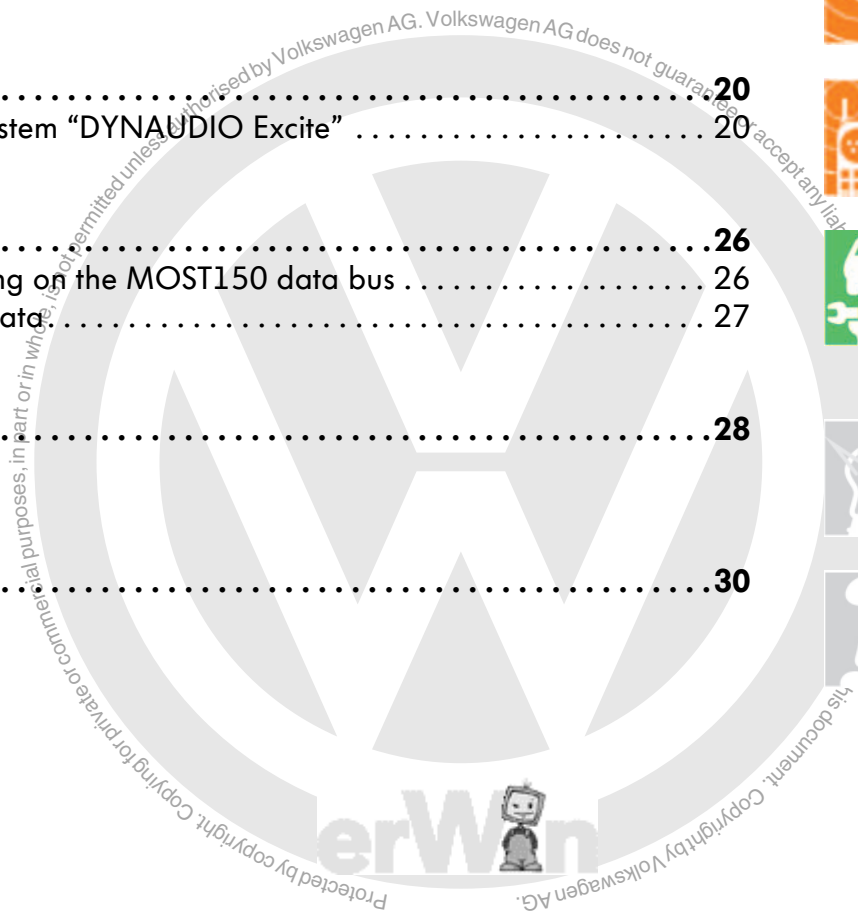 . . . . . . . . . . . . . . . . . . . . . . . . . . . . . . . . . . . . . . . . . . . . . 20
stem “DYNAUDIO Excite” . . . . . . . . . . . . . . . . . . . . . . 20
. . . . . . . . . . . . . . . . . . . . . . . . . . . . . . . . . . . . . . . . . . . . . 26
ng on the MOST150 data bus . . . . . . . . . . . . . . . . . . . 26
ata. . . . . . . . . . . . . . . . . . . . . . . . . . . . . . . . . . . . . . . . . . 27
. . . . . . . . . . . . . . . . . . . . . . . . . . . . . . . . . . . . . . . . . . . . . 28
. . . . . . . . . . . . . . . . . . . . . . . . . . . . . . . . . . . . . . . . . . . . . 30
Protected by copyright. Copying for private or commercial purposes, in part or in whole, is not permitted unless authorised by Volkswagen AG. Volkswagen AG does not guarantee or accept any liab
his document. Copyright by Volkswagen AG.
erWin